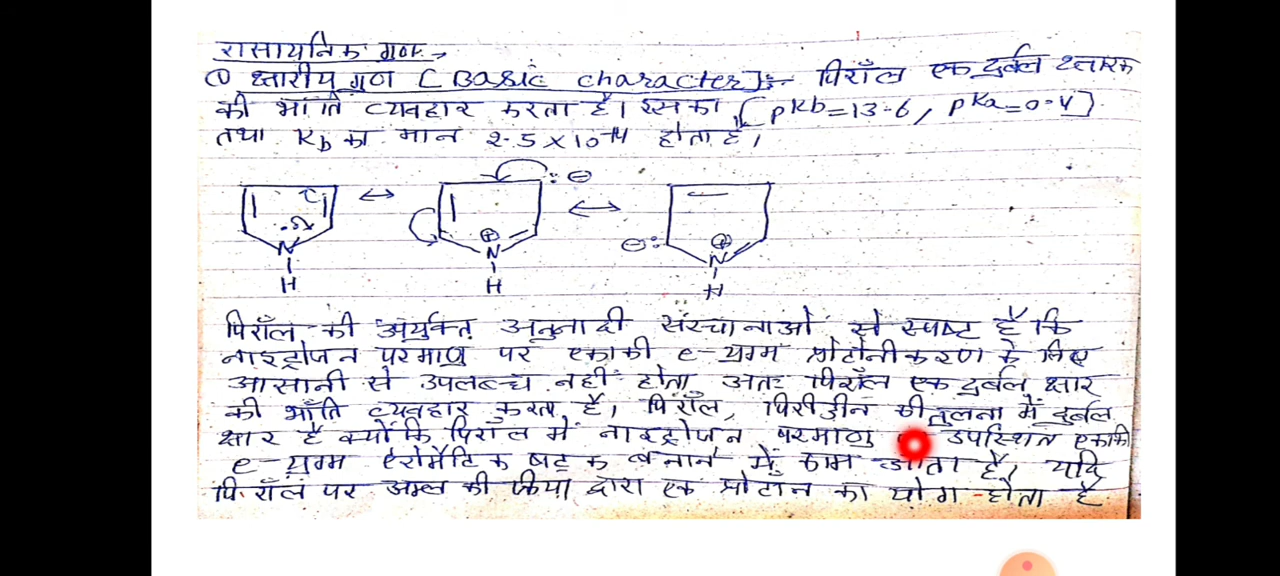 रासायनिक गुण →
① क्षारीय गुण [Basic character]:- पिरॉल एक दुर्बल क्षारक
की भांति व्यवहार करता है। इसका [pKb=13.6, pKa=0.4]
तथा Kb का मान 2.5×10⁻¹⁴ होता है,
↔ :⊖ ↔
⊖: ⊕ ⊕
N N N
H H H
पिरॉल की उपर्युक्त अनुनादी संरचनाओं से स्पष्ट है कि
नाइट्रोजन परमाणु पर एकाकी e-युग्म प्रोटोनीकरण के लिए
आसानी से उपलब्ध नहीं होता अतः पिरॉल एक दुर्बल क्षार
की भाँति व्यवहार करता है, पिरॉल, पिरीडीन की तुलना में दुर्बल
क्षार है क्योंकि पिरॉल में नाइट्रोजन परमाणु उपस्थित एकाकी
e-युग्म ऐरोमैटिक षट्क बनाने में काम आता है, यदि
पिरॉल पर अम्ल की क्रिया द्वारा एक प्रोटॉन का योग होता है